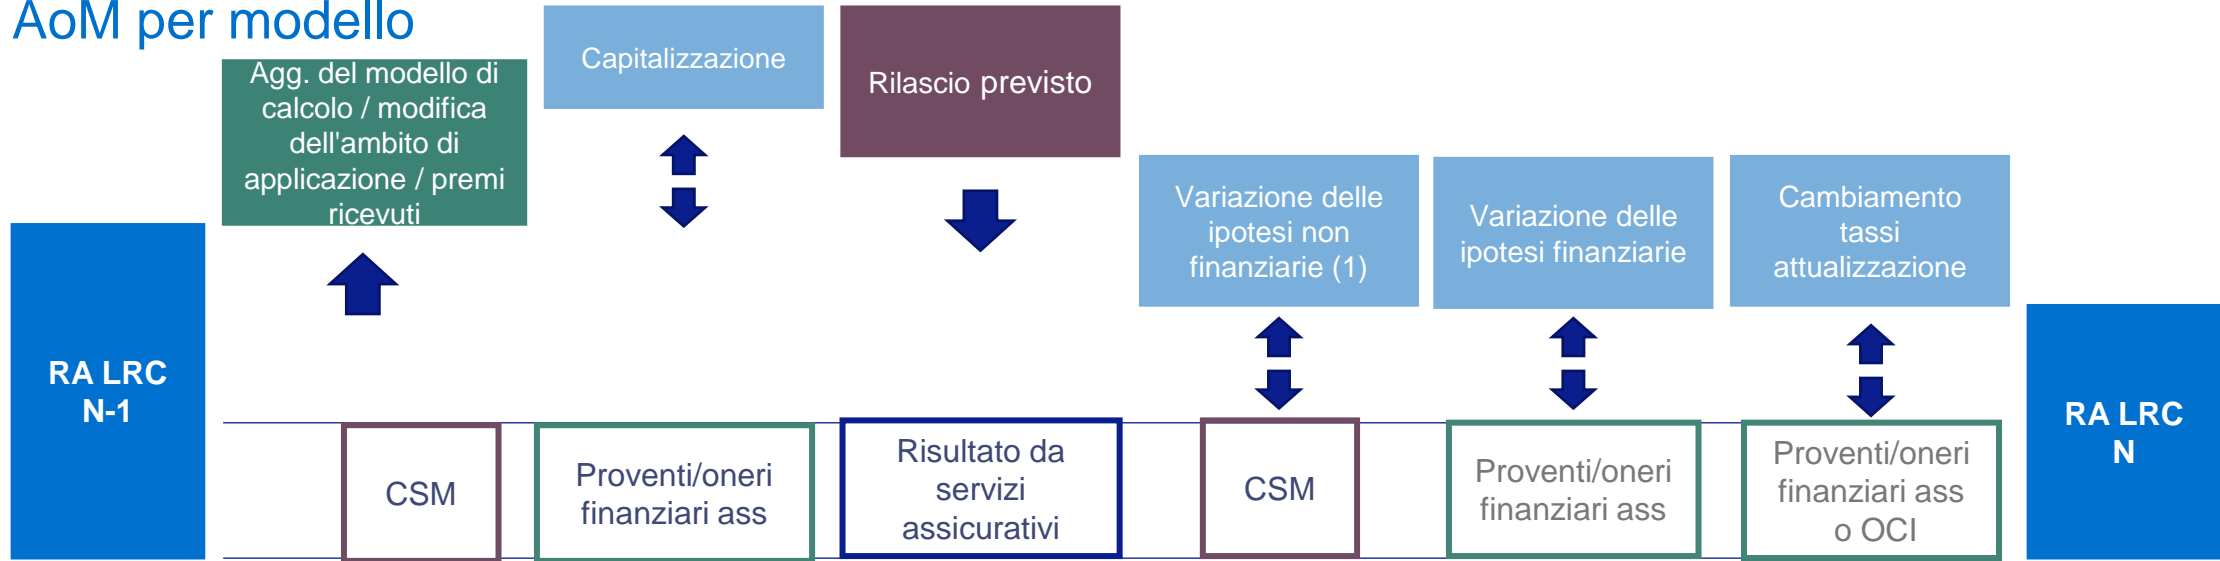 AoM per modello
Agg. del modello di
calcolo / modifica
dell'ambito di
applicazione / premi
ricevuti
Capitalizzazione
Rilascio previsto
Variazione delle
ipotesi non
finanziarie (1)
Variazione delle
ipotesi finanziarie
Cambiamento
tassi
attualizzazione
RA LRC
N-1
CSM
Proventi/oneri
finanziari ass
Risultato da
servizi
assicurativi
CSM
Proventi/oneri
finanziari ass
Proventi/oneri
finanziari ass
o OCI
RA LRC
N